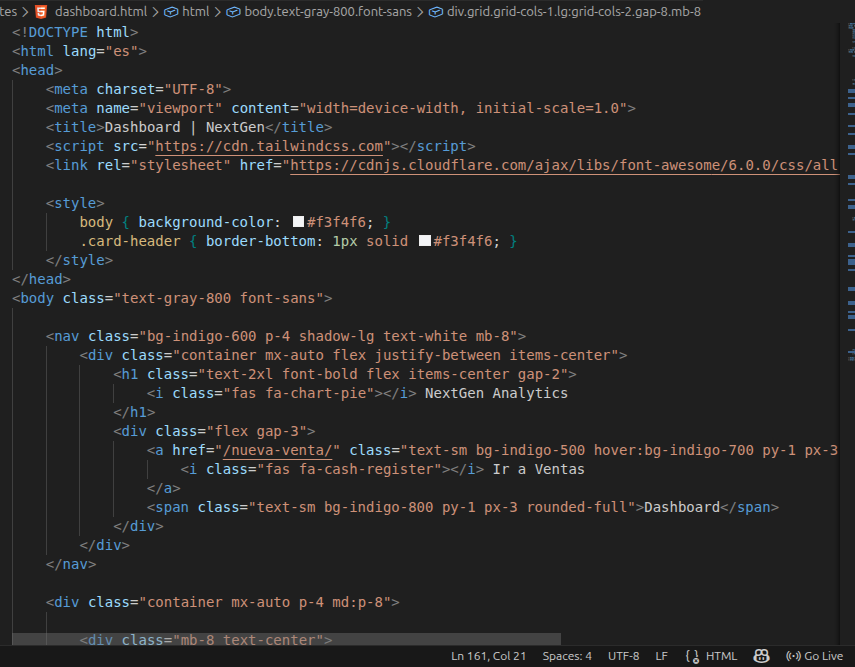 tes > dashboard.html > html > body.text-gray-800.font-sans > div.grid.grid-cols-1.lg:grid-cols-2.gap-8.mb-8
<!DOCTYPE html>
<html lang="es">
<head>
    <meta charset="UTF-8">
    <meta name="viewport" content="width=device-width, initial-scale=1.0">
    <title>Dashboard | NextGen</title>
    <script src="https://cdn.tailwindcss.com"></script>
    <link rel="stylesheet" href="https://cdnjs.cloudflare.com/ajax/libs/font-awesome/6.0.0/css/all
    <style>
        body { background-color: #f3f4f6; }
        .card-header { border-bottom: 1px solid #f3f4f6; }
    </style>
</head>
<body class="text-gray-800 font-sans">
    <nav class="bg-indigo-600 p-4 shadow-lg text-white mb-8">
        <div class="container mx-auto flex justify-between items-center">
            <h1 class="text-2xl font-bold flex items-center gap-2">
                <i class="fas fa-chart-pie"></i> NextGen Analytics
            </h1>
            <div class="flex gap-3">
                <a href="/nueva-venta/" class="text-sm bg-indigo-500 hover:bg-indigo-700 py-1 px-3
                    <i class="fas fa-cash-register"></i> Ir a Ventas
                </a>
                <span class="text-sm bg-indigo-800 py-1 px-3 rounded-full">Dashboard</span>
            </div>
        </div>
    </nav>
    <div class="container mx-auto p-4 md:p-8">
        <div class="mb-8 text-center">
Ln 161, Col 21 Spaces: 4 UTF-8 LF {} HTML Go Live